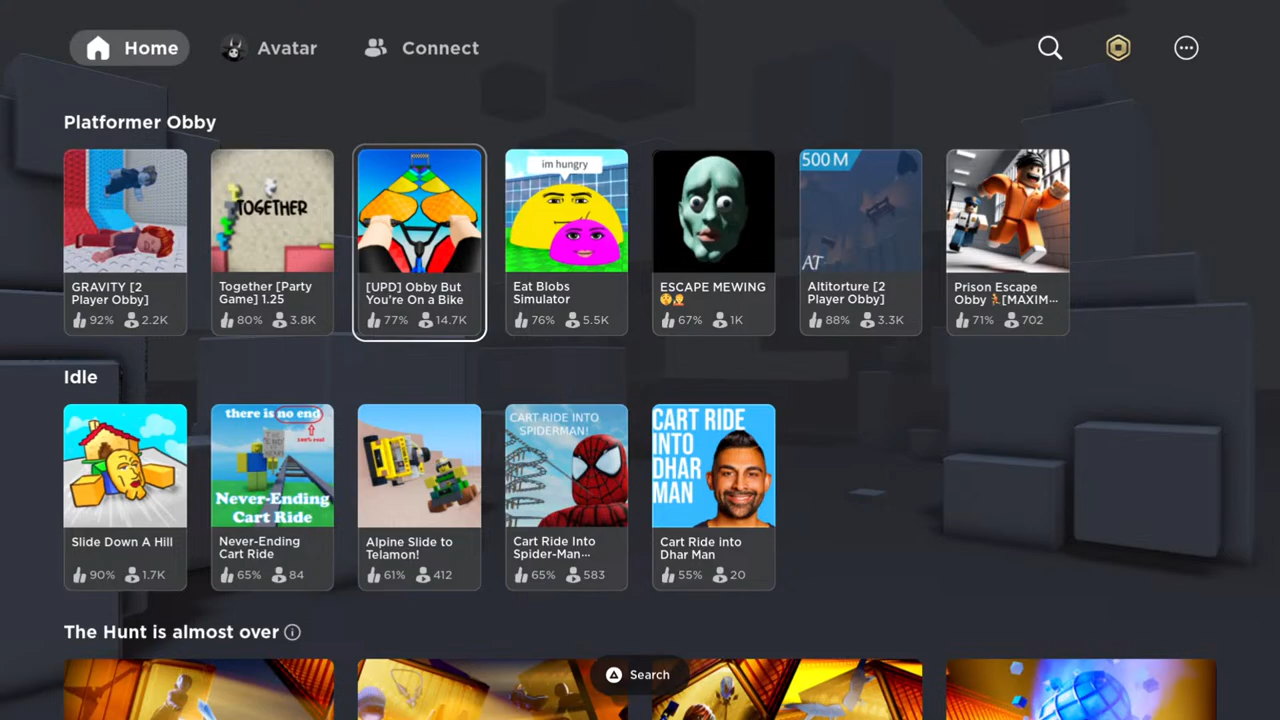 Home
Avatar
Connect
Platformer Obby
im hungry
500 M
TOGETHER
AT
GRAVITY [2
Player Obby]
92% 2.2K
Together [Party
Game] 1.25
80% 3.8K
[UPD] Obby But
You're On a Bike
77% 14.7K
Eat Blobs
Simulator
76% 5.5K
ESCAPE MEWING
🤫🧏
67% 1K
Altitorture [2
Player Obby]
88% 3.3K
Prison Escape
Obby 🏃[MAXIM...
71% 702
Idle
there is no end
100% real
THE END
Never-Ending
Cart Ride
CART RIDE INTO
SPIDERMAN!
CART RIDE
INTO
DHAR
MAN
Slide Down A Hill
90% 1.7K
Never-Ending
Cart Ride
65% 84
Alpine Slide to
Telamon!
61% 412
Cart Ride Into
Spider-Man...
65% 583
Cart Ride into
Dhar Man
55% 20
The Hunt is almost over
Search